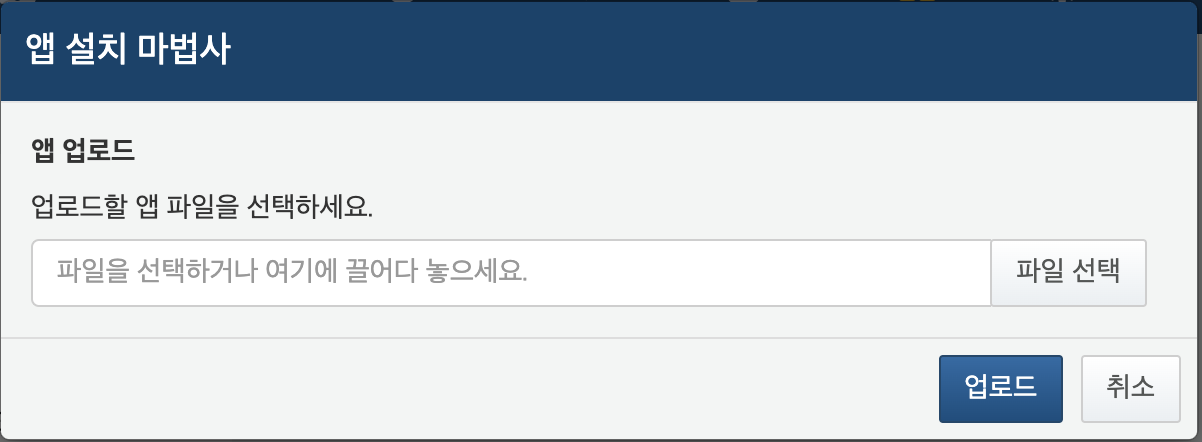 앱 설치 마법사
앱 업로드
업로드할 앱 파일을 선택하세요.
파일을 선택하거나 여기에 끌어다 놓으세요.
파일 선택
업로드
취소